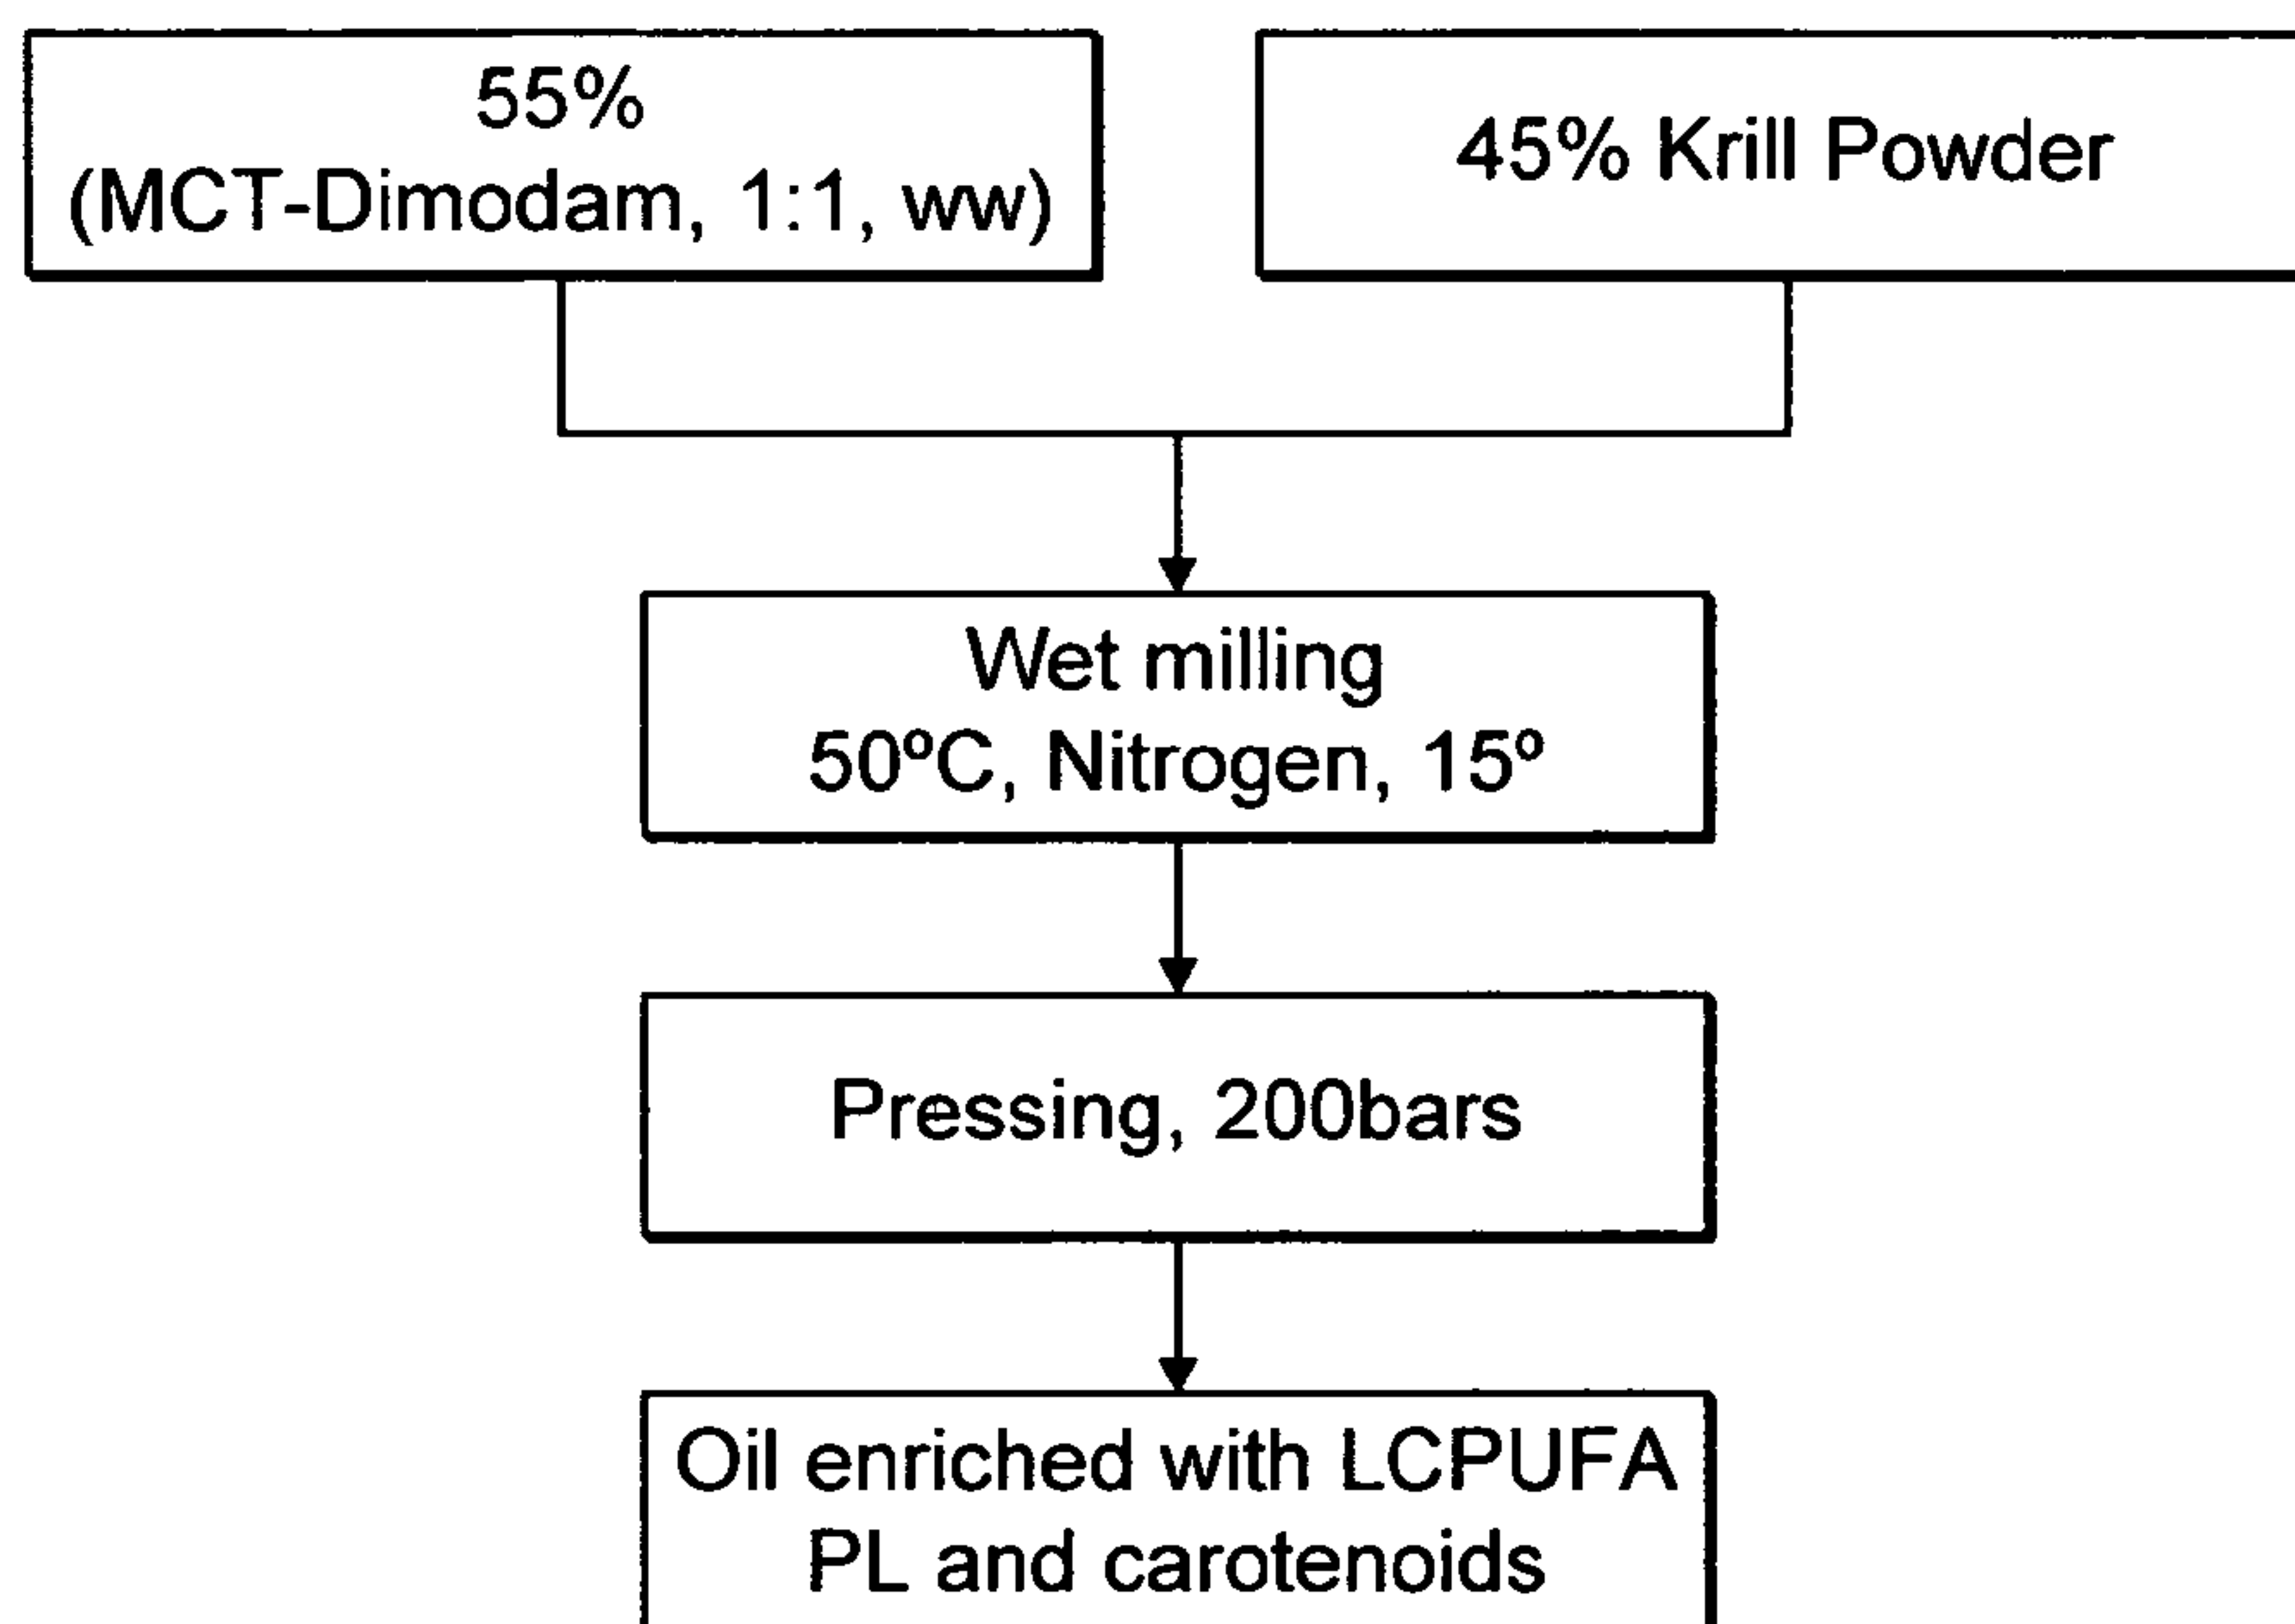 55%
(MCT-Dimodam, 1:1, ww)
45% Krill Powder
Wet milling
50ºC, Nitrogen, 15º
Pressing, 200bars
Oil enriched with LCPUFA
PL and carotenoids